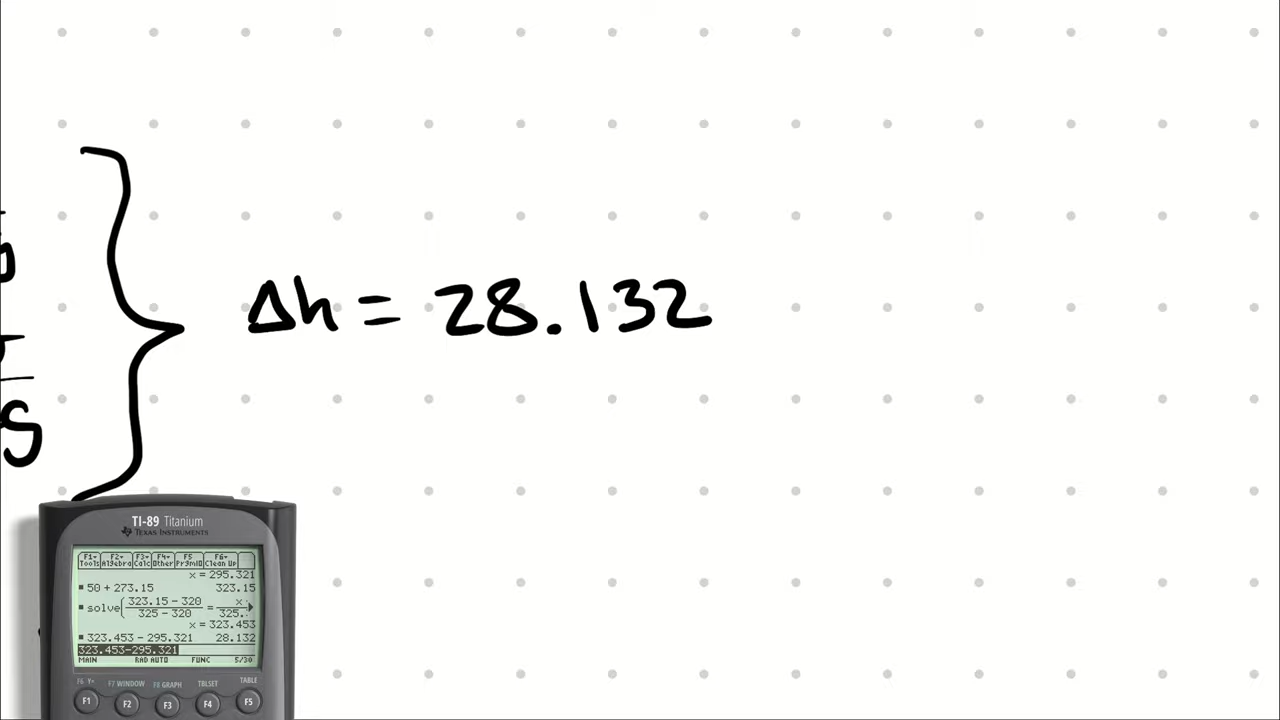 Δh = 28.132
S
TI-89 Titanium
TEXAS INSTRUMENTS
F1▾ F2▾ F3▾ F4▾ F5 F6▾
Tools Algebra Calc Other PrgmIO Clean Up
x = 295.321
▪ 50 + 273.15 323.15
▪ solve(323.15 - 320 / 325 - 320 = x / 325.▸
x = 323.453
▪ 323.453 - 295.321 28.132
323.453-295.321
MAIN RAD AUTO FUNC 5/30
F6 Y= F7 WINDOW F8 GRAPH TBLSET TABLE
F1 F2 F3 F4 F5